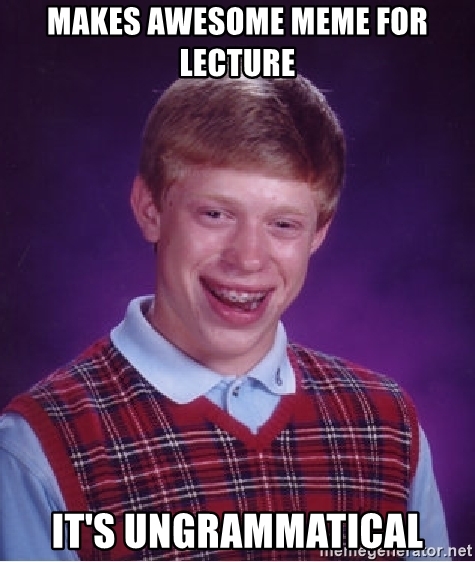 MAKES AWESOME MEME FOR
LECTURE
IT'S UNGRAMMATICAL
memegenerator.net